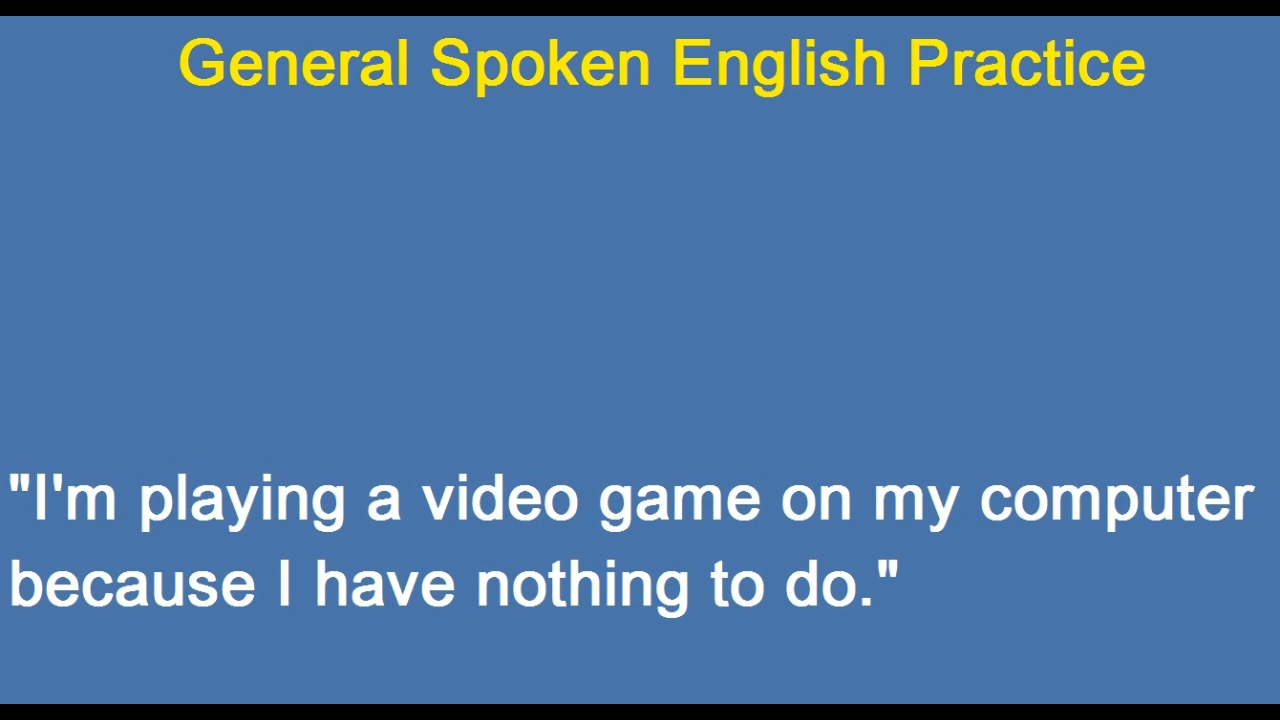 General Spoken English Practice
"I'm playing a video game on my computer
because I have nothing to do."